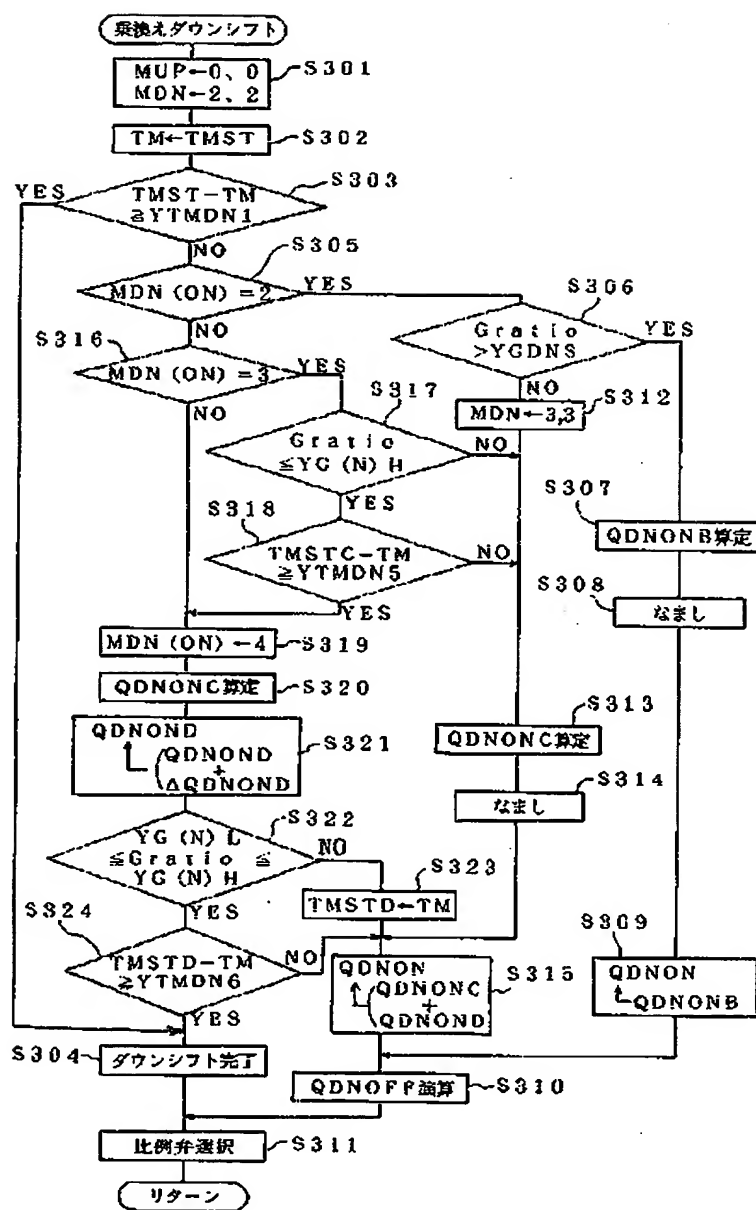 乗換えダウンシフト
MUP←0、0
MDN←2、2
S301
TM←TMST
S302
S303
YES
TMST-TM
≧YTMDN1
NO
S305
MDN(ON)=2
YES
NO
S306
Gratio
>YGDNS
YES
NO
S316
MDN(ON)=3
YES
NO
MDN←3,3
S312
S317
Gratio
≦YG(N)H
NO
YES
S307
QDNONB算定
S318
TMSTC-TM
≧YTMDN5
NO
YES
S308
なまし
MDN(ON)←4
S319
QDNONC算定
S320
S313
QDNONC算定
QDNOND
QDNOND
+
ΔQDNOND
S321
S314
なまし
S322
YG(N)L
≦Gratio≦
YG(N)H
NO
YES
S323
TMSTD←TM
S324
TMSTD-TM
≧YTMDN6
NO
YES
S309
QDNON
QDNONB
QDNON
QDNONC
+
QDNOND
S315
S304
ダウンシフト完了
QDNOFF演算
S310
比例弁選択
S311
リターン